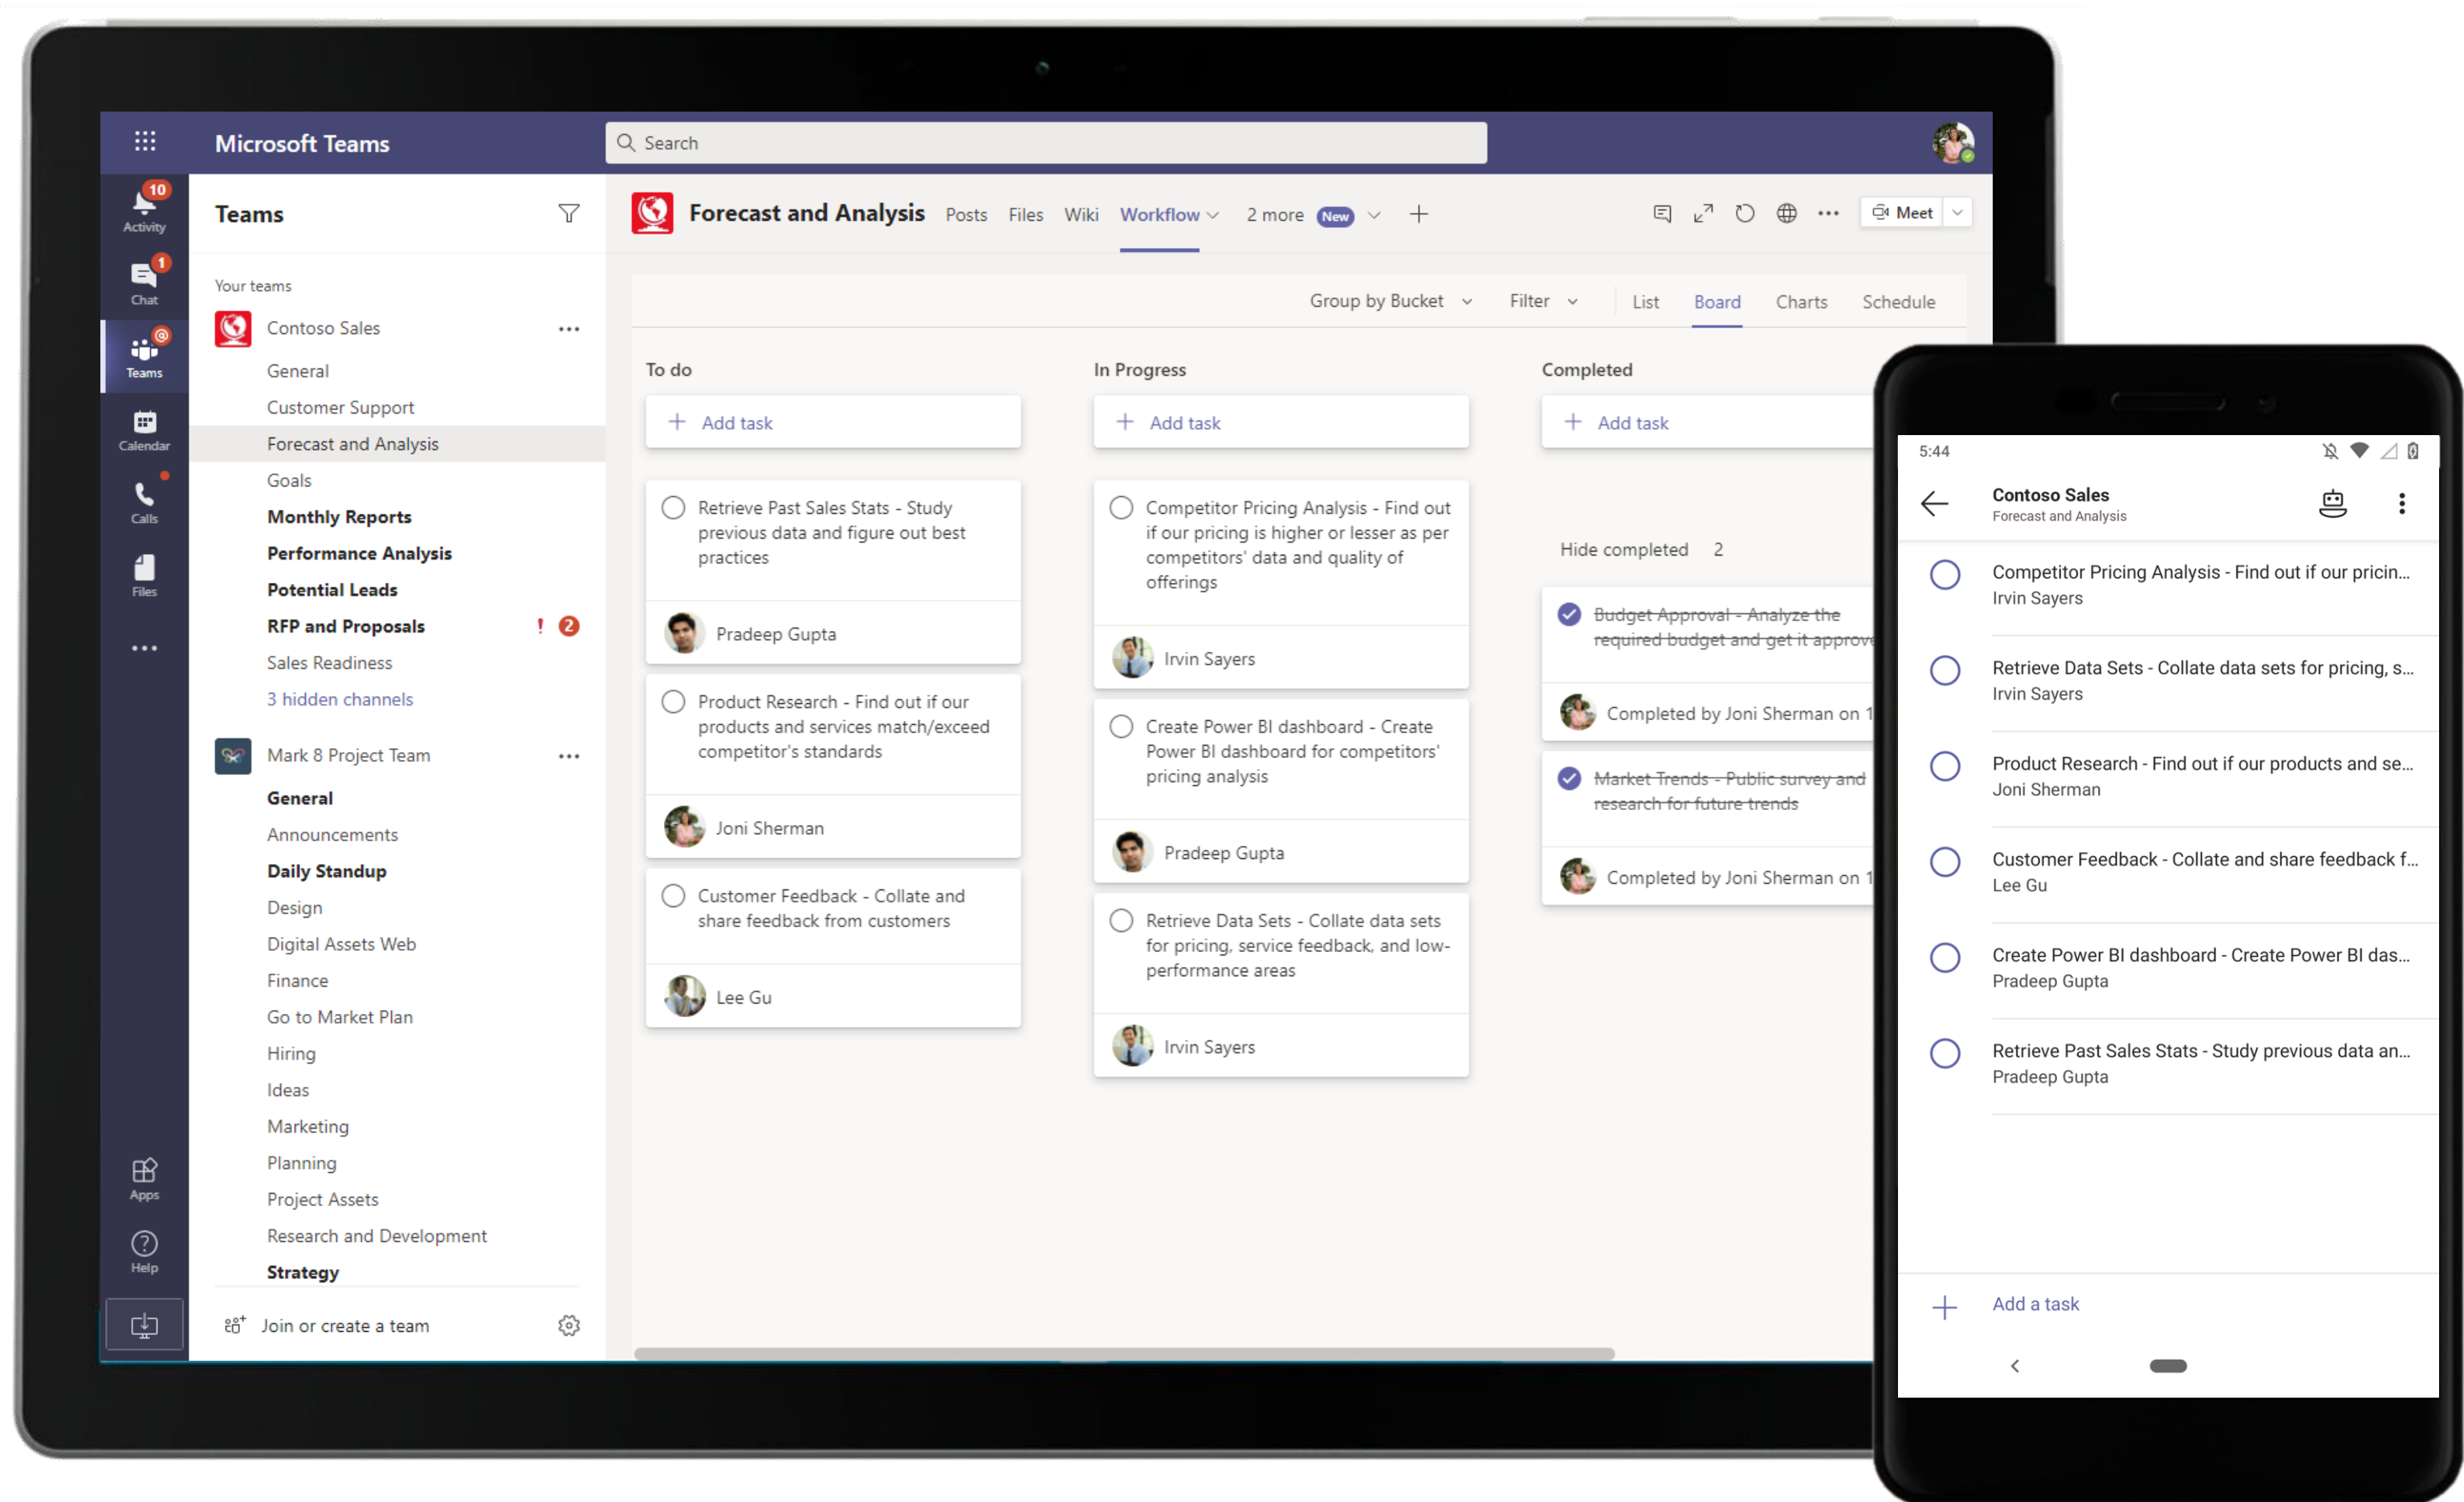 Microsoft Teams
Search
10
Activity
1
Chat
@
Teams
Calendar
Calls
Files
Apps
Help
Teams
Your teams
Contoso Sales
General
Customer Support
Forecast and Analysis
Goals
Monthly Reports
Performance Analysis
Potential Leads
RFP and Proposals ! 2
Sales Readiness
3 hidden channels
Mark 8 Project Team
General
Announcements
Daily Standup
Design
Digital Assets Web
Finance
Go to Market Plan
Hiring
Ideas
Marketing
Planning
Project Assets
Research and Development
Strategy
Join or create a team
Forecast and Analysis Posts Files Wiki Workflow 2 more New
Meet
Group by Bucket Filter List Board Charts Schedule
To do
Add task
Retrieve Past Sales Stats - Study
previous data and figure out best
practices
Pradeep Gupta
Product Research - Find out if our
products and services match/exceed
competitor's standards
Joni Sherman
Customer Feedback - Collate and
share feedback from customers
Lee Gu
In Progress
Add task
Competitor Pricing Analysis - Find out
if our pricing is higher or lesser as per
competitors' data and quality of
offerings
Irvin Sayers
Create Power BI dashboard - Create
Power BI dashboard for competitors'
pricing analysis
Pradeep Gupta
Retrieve Data Sets - Collate data sets
for pricing, service feedback, and low-
performance areas
Irvin Sayers
Completed
Add task
Hide completed 2
Budget Approval - Analyze the
required budget and get it approve
Completed by Joni Sherman on 1
Market Trends - Public survey and
research for future trends
Completed by Joni Sherman on 1
5:44
Contoso Sales
Forecast and Analysis
Competitor Pricing Analysis - Find out if our pricin...
Irvin Sayers
Retrieve Data Sets - Collate data sets for pricing, s...
Irvin Sayers
Product Research - Find out if our products and se...
Joni Sherman
Customer Feedback - Collate and share feedback f...
Lee Gu
Create Power BI dashboard - Create Power BI das...
Pradeep Gupta
Retrieve Past Sales Stats - Study previous data an...
Pradeep Gupta
Add a task